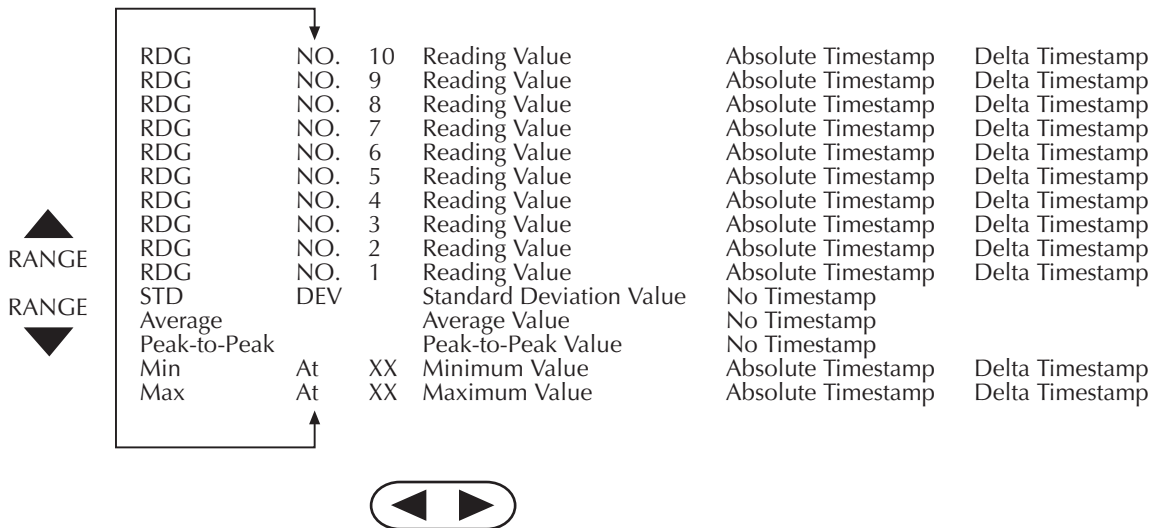 RDG NO. 10 Reading Value Absolute Timestamp Delta Timestamp
RDG NO. 9 Reading Value Absolute Timestamp Delta Timestamp
RDG NO. 8 Reading Value Absolute Timestamp Delta Timestamp
RDG NO. 7 Reading Value Absolute Timestamp Delta Timestamp
RDG NO. 6 Reading Value Absolute Timestamp Delta Timestamp
RDG NO. 5 Reading Value Absolute Timestamp Delta Timestamp
RDG NO. 4 Reading Value Absolute Timestamp Delta Timestamp
RDG NO. 3 Reading Value Absolute Timestamp Delta Timestamp
RDG NO. 2 Reading Value Absolute Timestamp Delta Timestamp
RDG NO. 1 Reading Value Absolute Timestamp Delta Timestamp
STD DEV Standard Deviation Value No Timestamp
Average Average Value No Timestamp
Peak-to-Peak Peak-to-Peak Value No Timestamp
Min At XX Minimum Value Absolute Timestamp Delta Timestamp
Max At XX Maximum Value Absolute Timestamp Delta Timestamp
RANGE
RANGE